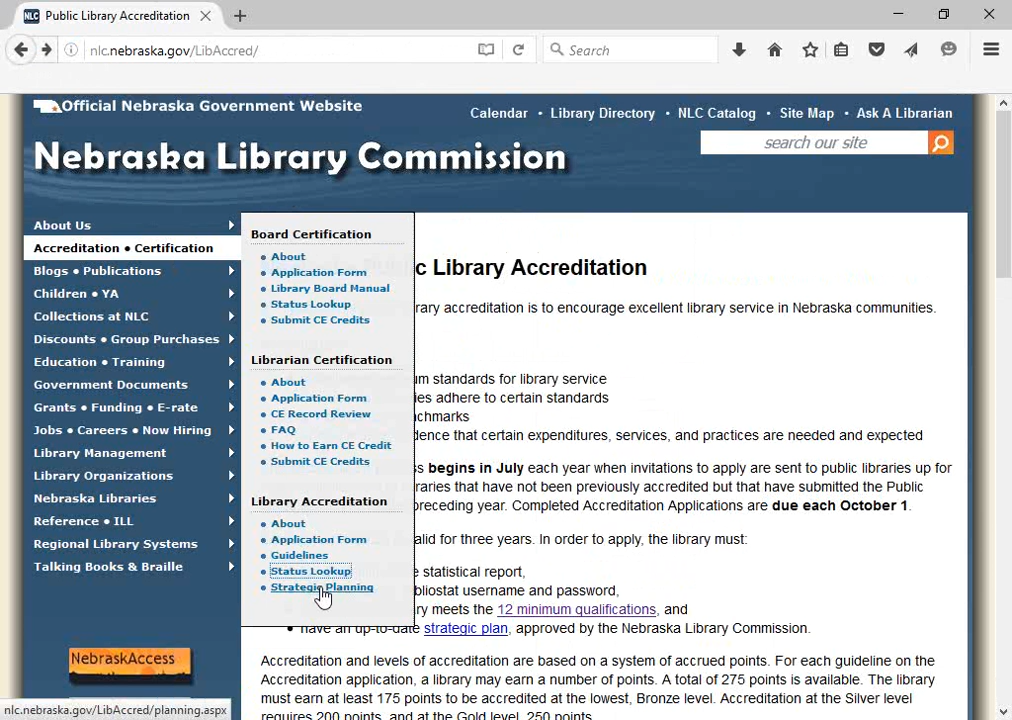 Public Library Accreditation
nlc.nebraska.gov/LibAccred/
Search
Official Nebraska Government Website
Calendar • Library Directory • NLC Catalog • Site Map • Ask A Librarian
Nebraska Library Commission
search our site
About Us
Accreditation • Certification
Blogs • Publications
Children • YA
Collections at NLC
Discounts • Group Purchases
Education • Training
Government Documents
Grants • Funding • E-rate
Jobs • Careers • Now Hiring
Library Management
Library Organizations
Nebraska Libraries
Reference • ILL
Regional Library Systems
Talking Books & Braille
NebraskAccess
Board Certification
• About
• Application Form
• Library Board Manual
• Status Lookup
• Submit CE Credits
Librarian Certification
• About
• Application Form
• CE Record Review
• FAQ
• How to Earn CE Credit
• Submit CE Credits
Library Accreditation
• About
• Application Form
• Guidelines
• Status Lookup
• Strategic Planning
c Library Accreditation
rary accreditation is to encourage excellent library service in Nebraska communities.
m standards for library service
ies adhere to certain standards
chmarks
dence that certain expenditures, services, and practices are needed and expected
s begins in July each year when invitations to apply are sent to public libraries up for
raries that have not been previously accredited but that have submitted the Public
preceding year. Completed Accreditation Applications are due each October 1.
alid for three years. In order to apply, the library must:
e statistical report,
bliostat username and password,
ry meets the 12 minimum qualifications, and
• have an up-to-date strategic plan, approved by the Nebraska Library Commission.
Accreditation and levels of accreditation are based on a system of accrued points. For each guideline on the
Accreditation application, a library may earn a number of points. A total of 275 points is available. The library
must earn at least 175 points to be accredited at the lowest, Bronze level. Accreditation at the Silver level
requires 200 points, and at the Gold level, 250 points.
nlc.nebraska.gov/LibAccred/planning.aspx